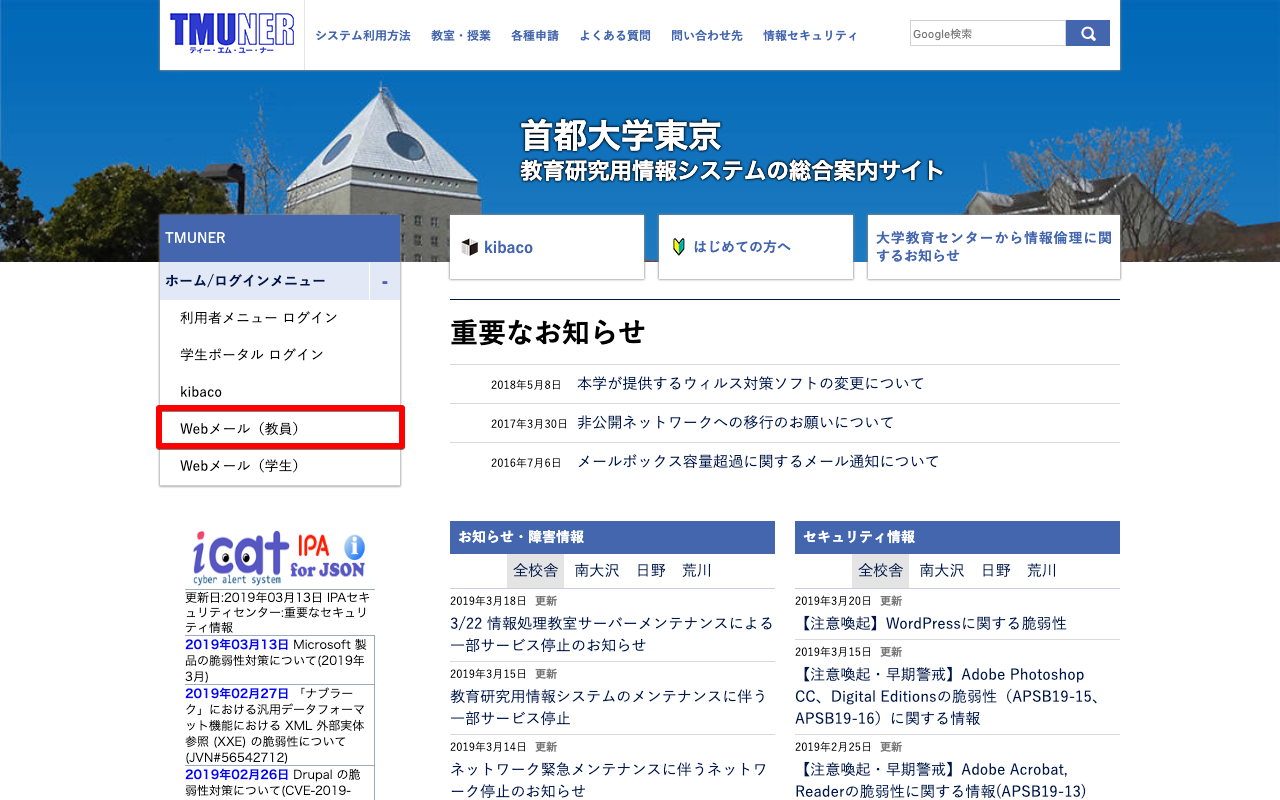 TMUNER
ティー・エム・ユー・ナー
システム利用方法 教室・授業 各種申請 よくある質問 問い合わせ先 情報セキュリティ
Google検索
首都大学東京
教育研究用情報システムの総合案内サイト
TMUNER
ホーム/ログインメニュー -
利用者メニュー ログイン
学生ポータル ログイン
kibaco
Webメール（教員）
Webメール（学生）
kibaco
はじめての方へ
大学教育センターから情報倫理に関
するお知らせ
重要なお知らせ
2018年5月8日 本学が提供するウィルス対策ソフトの変更について
2017年3月30日 非公開ネットワークへの移行のお願いについて
2016年7月6日 メールボックス容量超過に関するメール通知について
icat IPA i
for JSON
cyber alert system
更新日:2019年03月13日 IPAセキ
ュリティセンター:重要なセキュリ
ティ情報
2019年03月13日 Microsoft 製
品の脆弱性対策について(2019年
3月)
2019年02月27日 「ナブラー
ク」における汎用データフォーマ
ット機能における XML 外部実体
参照 (XXE) の脆弱性について
(JVN#56542712)
2019年02月26日 Drupal の脆
弱性対策について(CVE-2019-
お知らせ・障害情報
全校舎 南大沢 日野 荒川
2019年3月18日 更新
3/22 情報処理教室サーバーメンテナンスによる
一部サービス停止のお知らせ
2019年3月15日 更新
教育研究用情報システムのメンテナンスに伴う
一部サービス停止
2019年3月14日 更新
ネットワーク緊急メンテナンスに伴うネットワ
ーク停止のお知らせ
セキュリティ情報
全校舎 南大沢 日野 荒川
2019年3月20日 更新
【注意喚起】WordPressに関する脆弱性
2019年3月15日 更新
【注意喚起・早期警戒】Adobe Photoshop
CC、Digital Editionsの脆弱性（APSB19-15、
APSB19-16）に関する情報
2019年2月25日 更新
【注意喚起・早期警戒】Adobe Acrobat,
Readerの脆弱性に関する情報(APSB19-13)